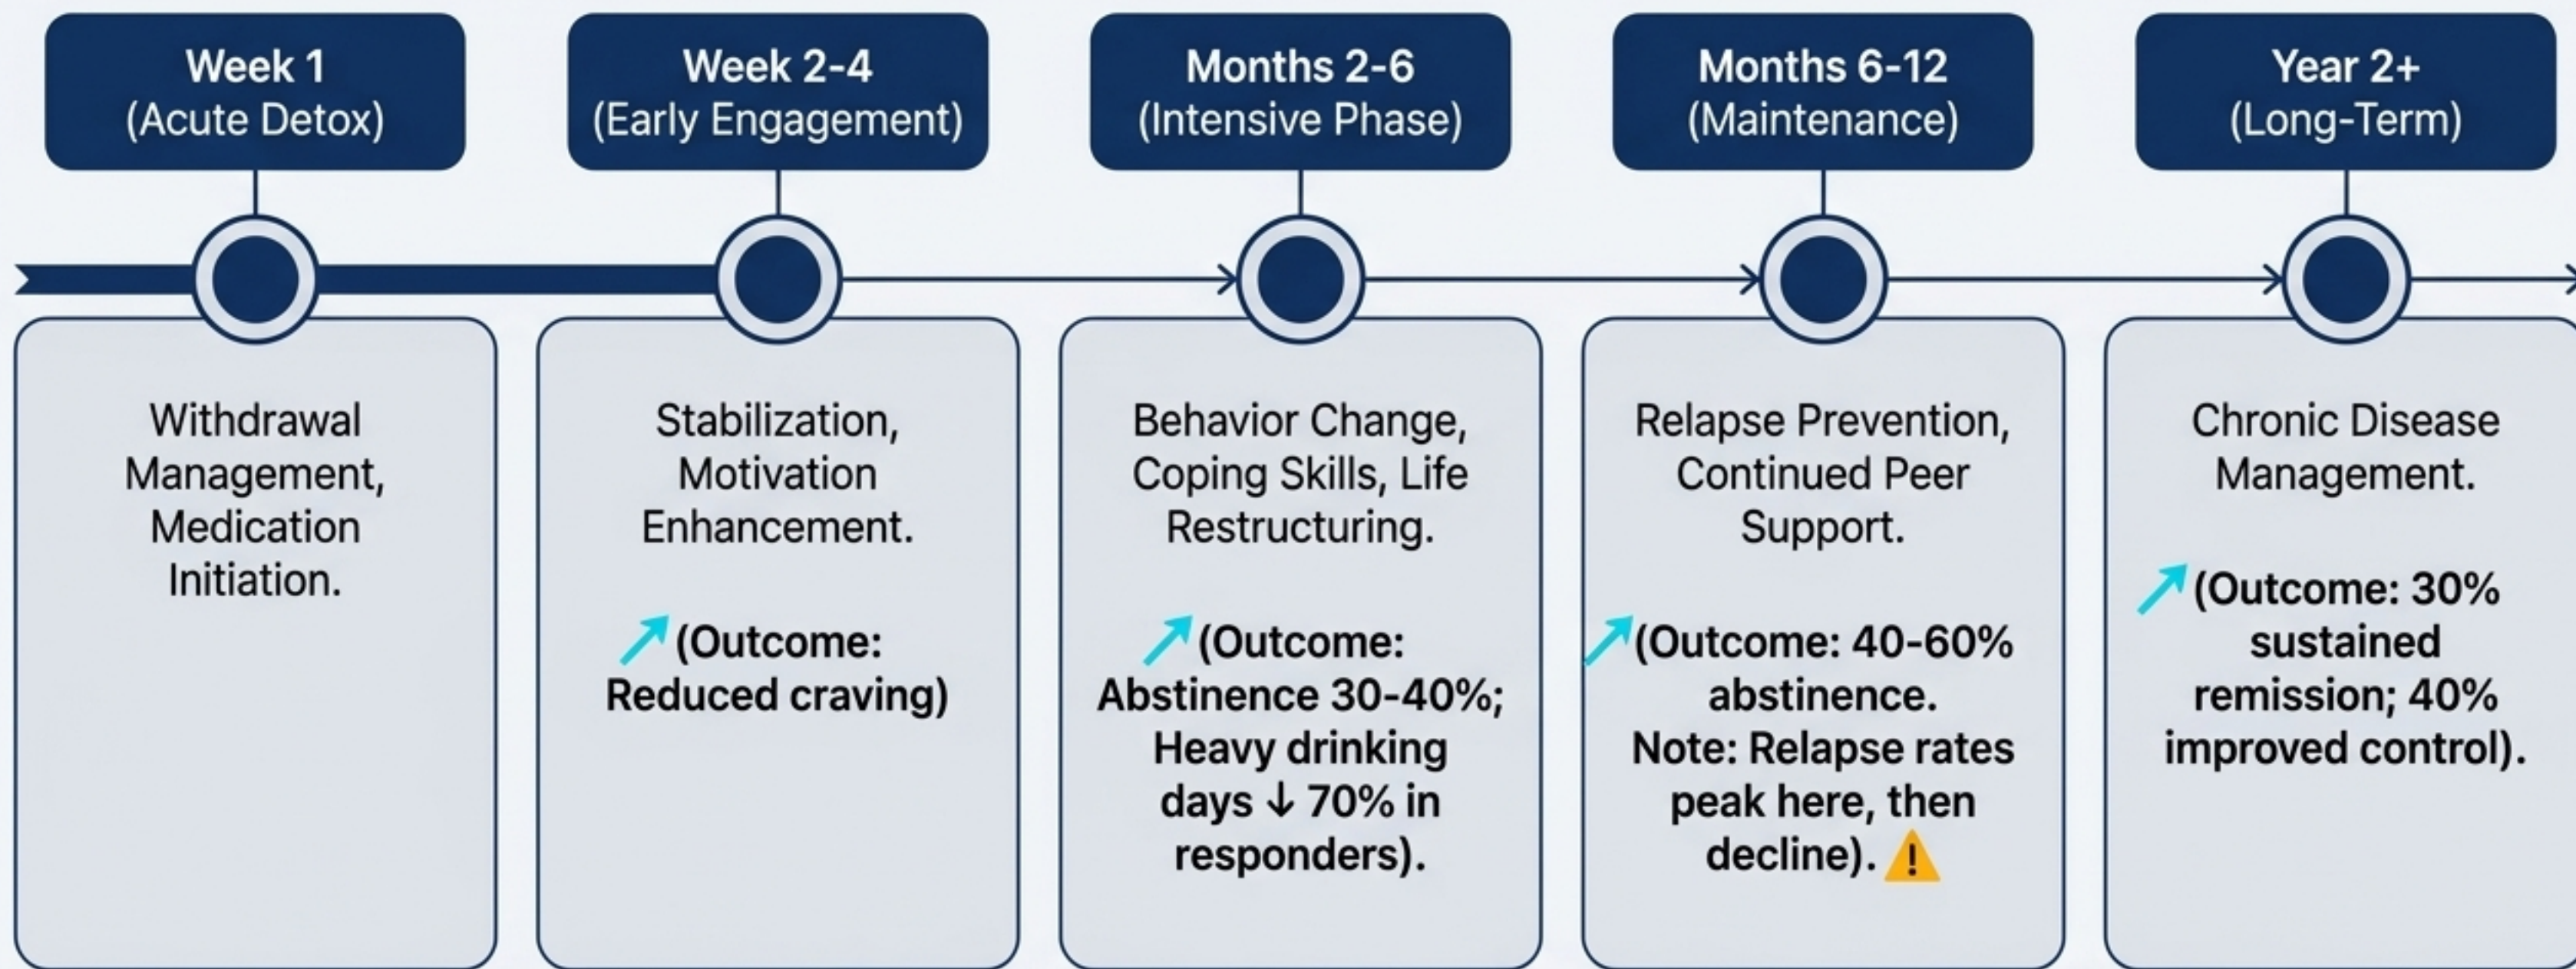 Week 1
(Acute Detox)
Week 2-4
(Early Engagement)
Months 2-6
(Intensive Phase)
Months 6-12
(Maintenance)
Year 2+
(Long-Term)
Withdrawal
Management,
Medication
Initiation.
Stabilization,
Motivation
Enhancement.
(Outcome:
Reduced craving)
Behavior Change,
Coping Skills, Life
Restructuring.
(Outcome:
Abstinence 30-40%;
Heavy drinking
days ↓ 70% in
responders).
Relapse Prevention,
Continued Peer
Support.
(Outcome: 40-60%
abstinence.
Note: Relapse rates
peak here, then
decline).
Chronic Disease
Management.
(Outcome: 30%
sustained
remission; 40%
improved control).